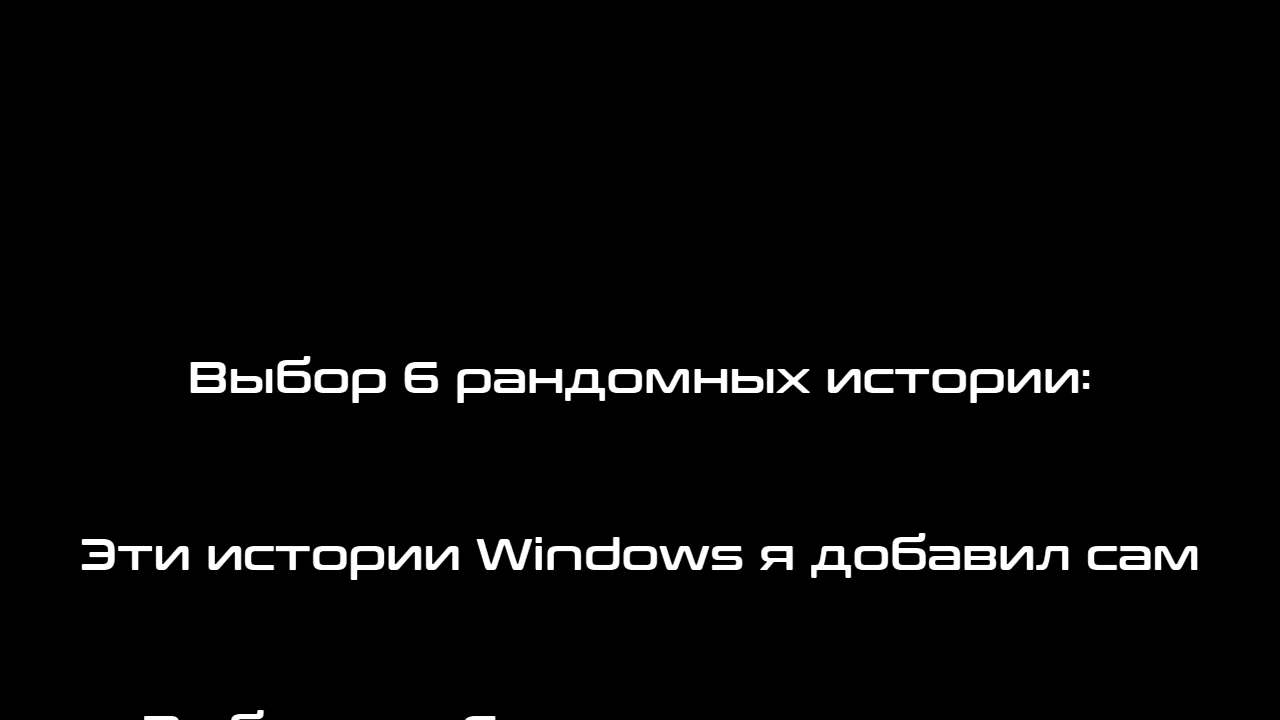 Выбор 6 рандомных истории:
Эти истории Windows я добавил сам